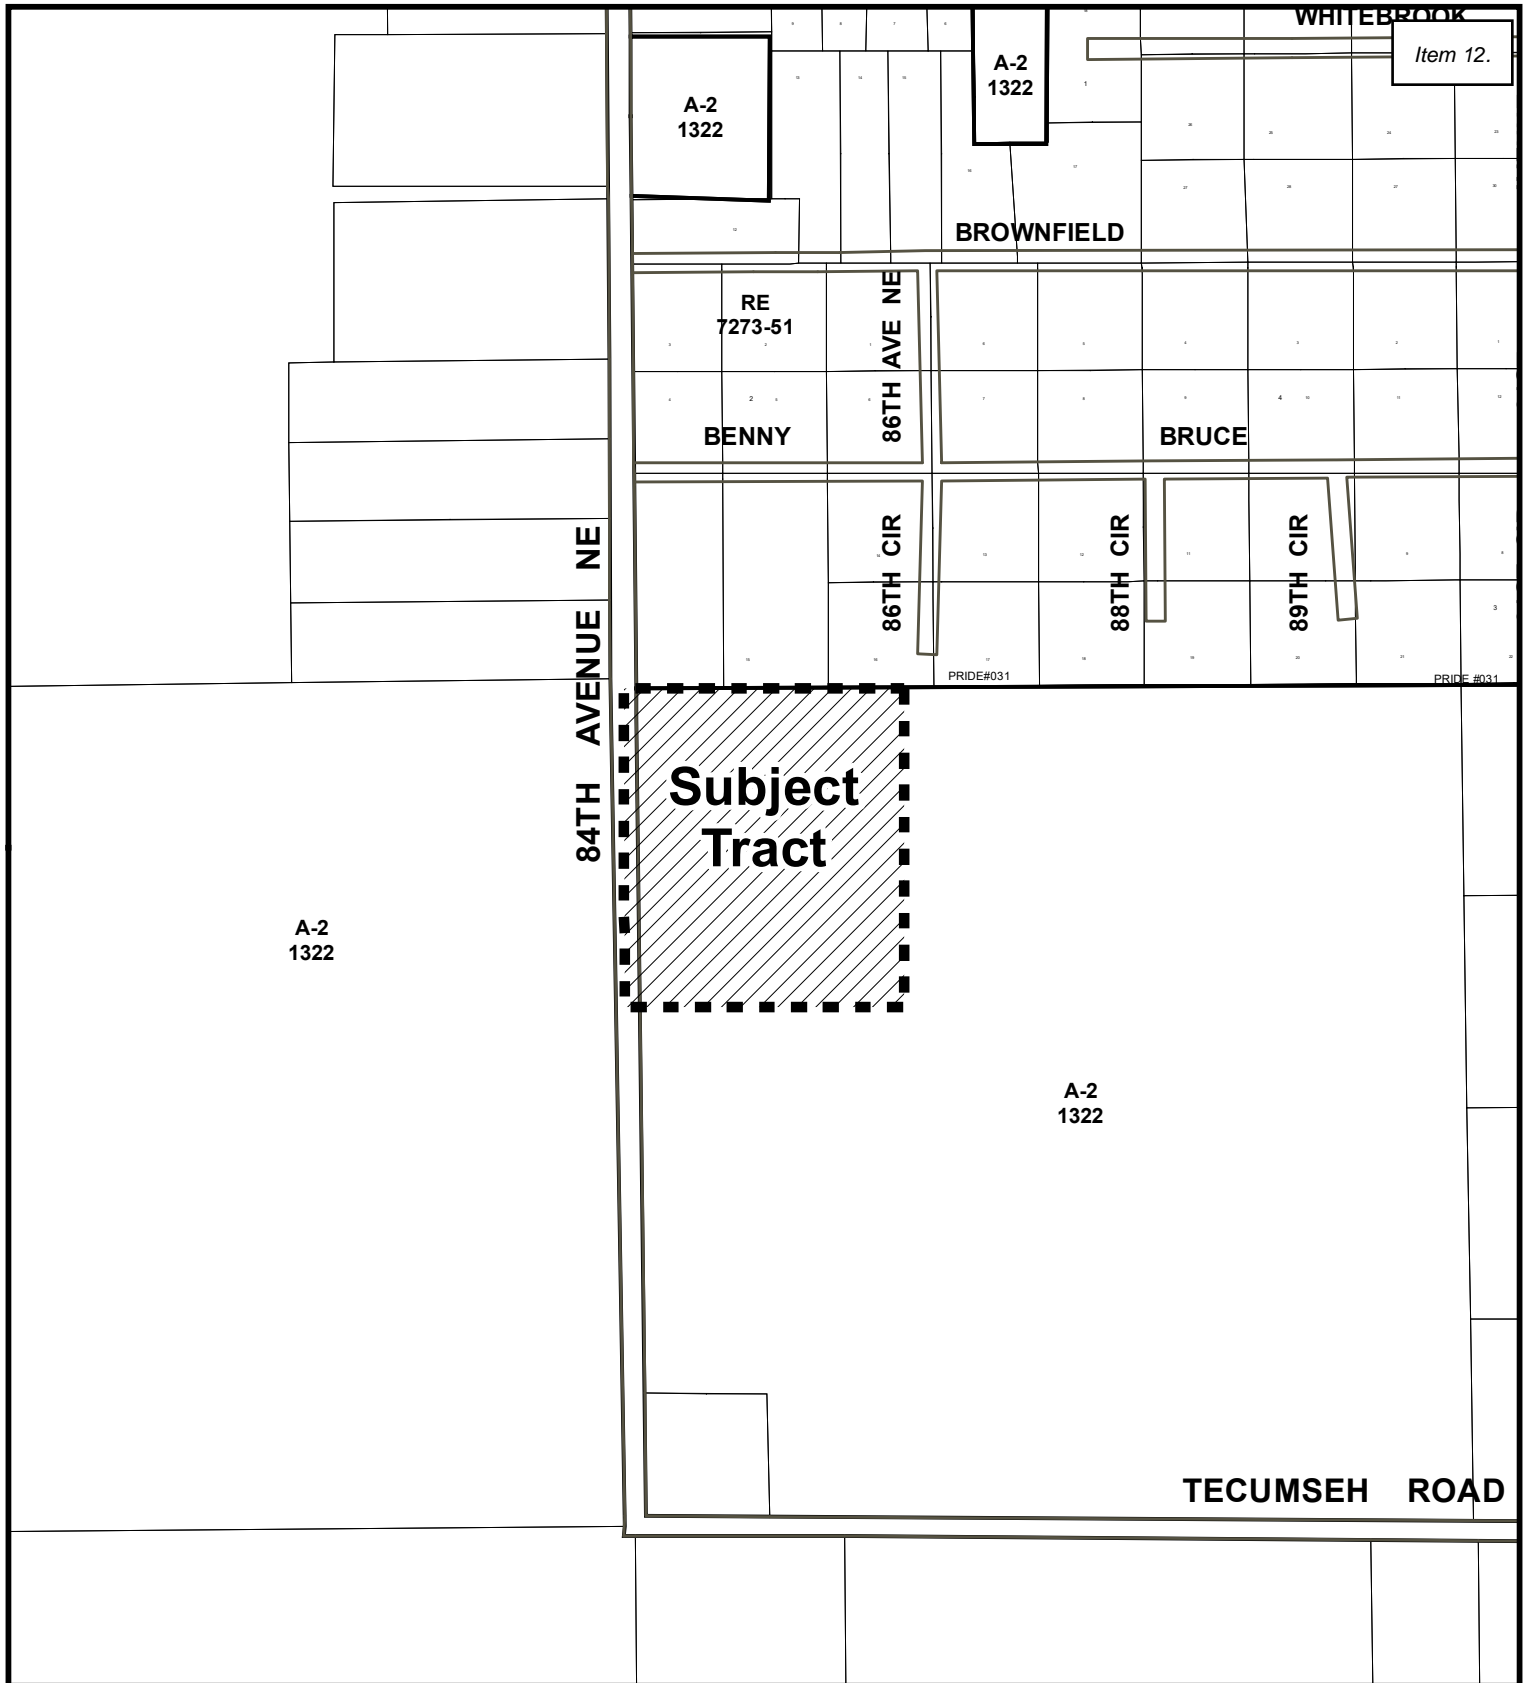 WHITEBROOK
Item 12.
A-2
1322
A-2
1322
BROWNFIELD
RE
7273-51
86TH AVE NE
BENNY
BRUCE
84TH AVENUE NE
86TH CIR
88TH CIR
89TH CIR
3
PRIDE#031
PRIDE #031
Subject
Tract
A-2
1322
A-2
1322
TECUMSEH ROAD